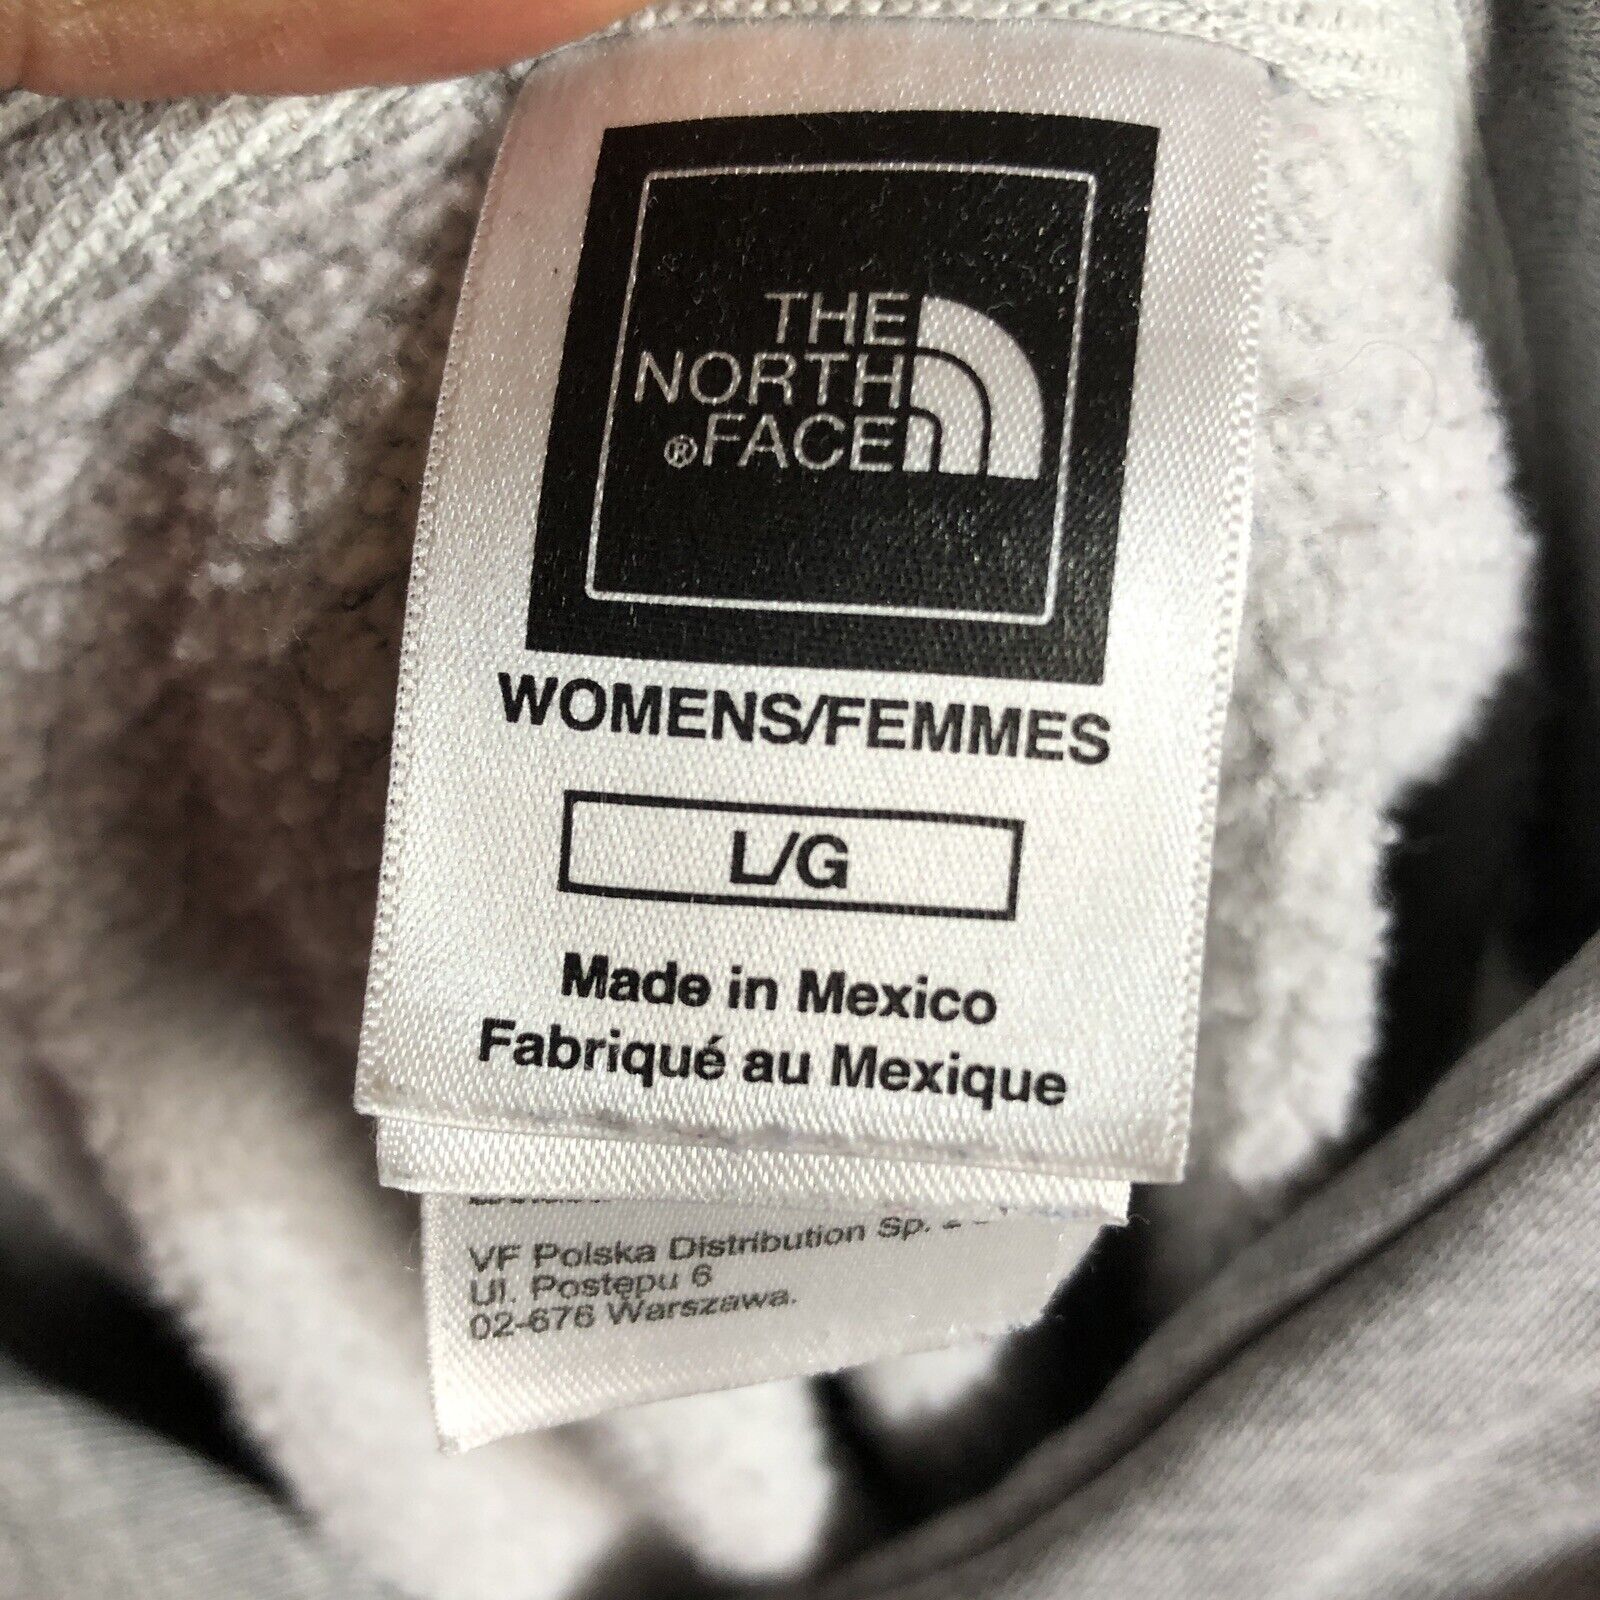 THE
NORTH
®FACE
WOMENS/FEMMES
L/G
Made in Mexico
Fabriqué au Mexique
VF Polska Distribution Sp.
Ul. Postępu 6
02-676 Warszawa.